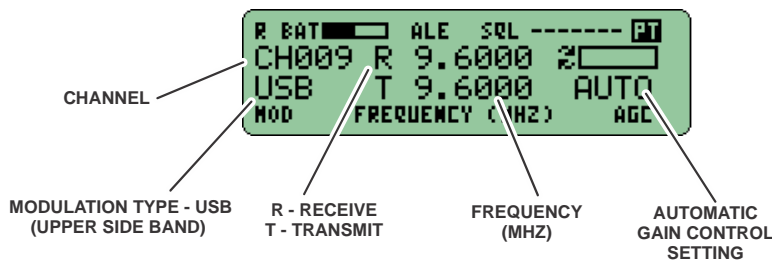 R BAT ALE SQL ------- PT
CH009 R 9.6000
USB T 9.6000 AUTO
MOD FREQUENCY (MHZ) AGC
CHANNEL
MODULATION TYPE - USB
(UPPER SIDE BAND)
R - RECEIVE
T - TRANSMIT
FREQUENCY
(MHZ)
AUTOMATIC
GAIN CONTROL
SETTING